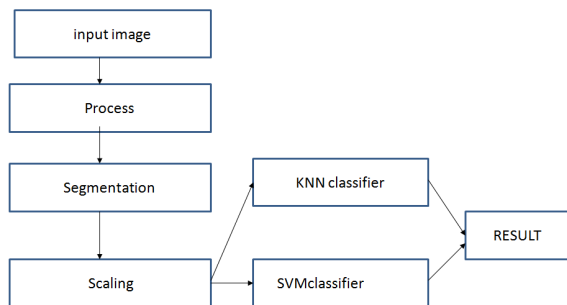 input image
Process
Segmentation
KNN classifier
RESULT
Scaling
SVMclassifier